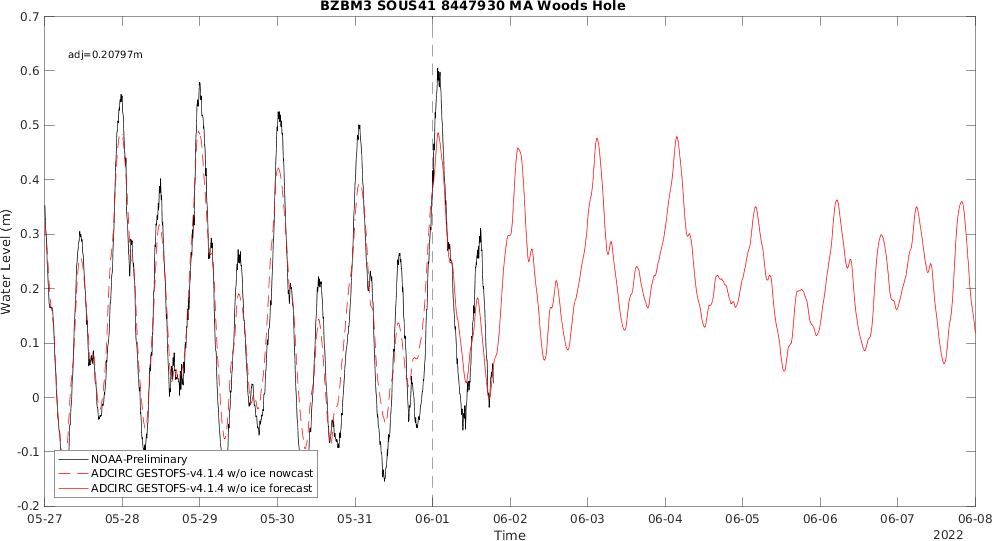 BZBM3 SOUS41 8447930 MA Woods Hole
adj=0.20797m
0.7
0.6
0.5
0.4
0.3
0.2
0.1
0
-0.1
-0.2
Water Level (m)
NOAA-Preliminary
ADCIRC GESTOFS-v4.1.4 w/o ice nowcast
ADCIRC GESTOFS-v4.1.4 w/o ice forecast
05-27 05-28 05-29 05-30 05-31 06-01 06-02 06-03 06-04 06-05 06-06 06-07 06-08
Time
2022